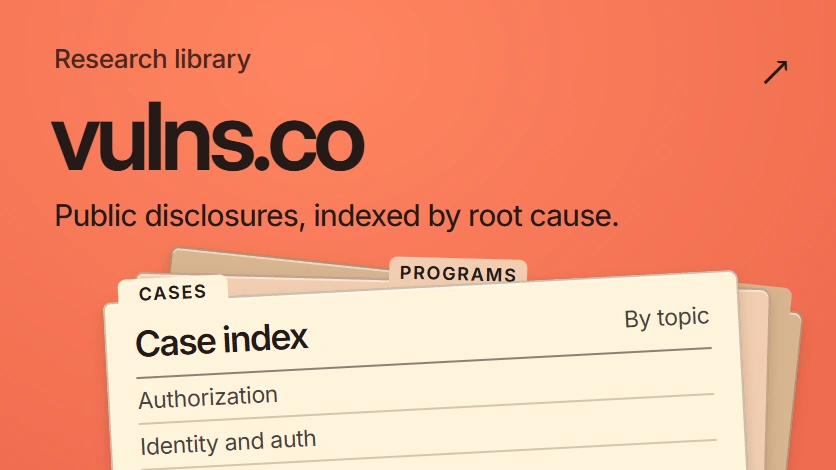 Research library
vulns.co
Public disclosures, indexed by root cause.
PROGRAMS
CASES
Case index
By topic
Authorization
Identity and auth